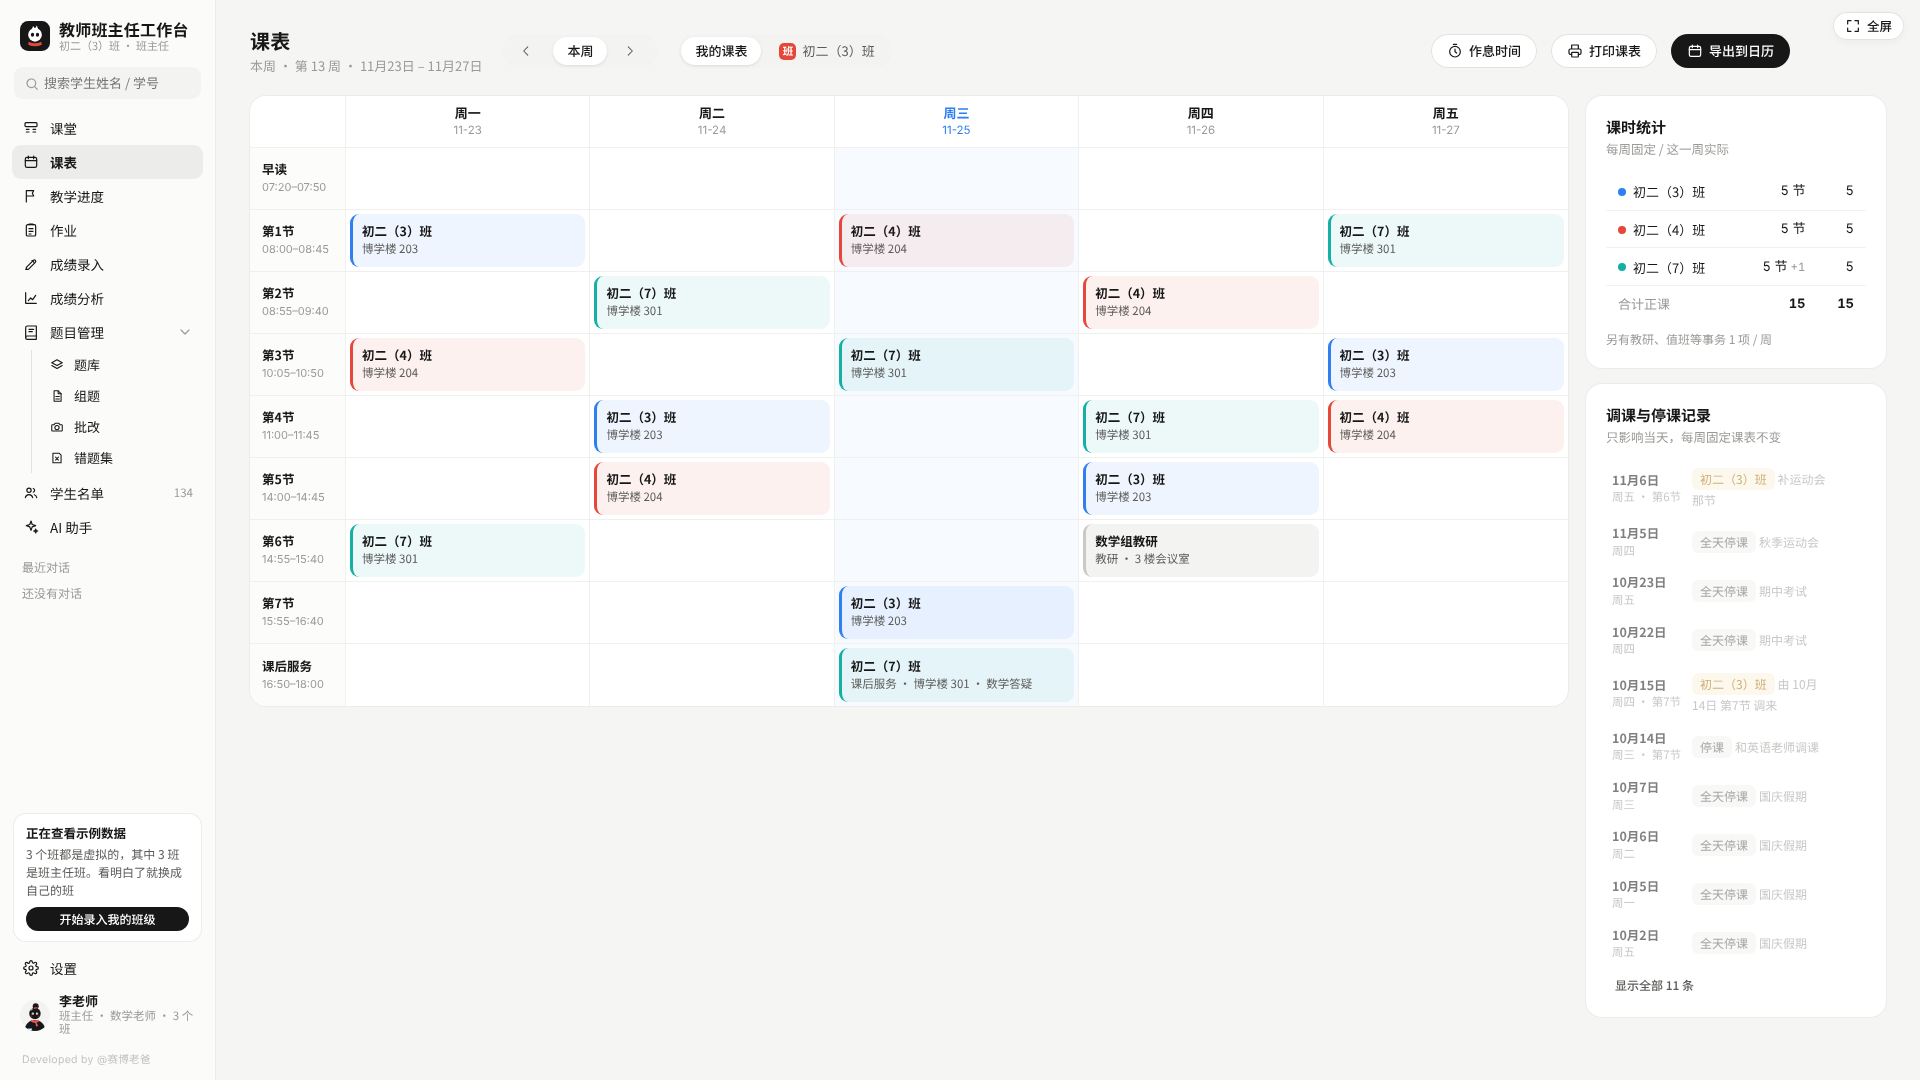 教师班主任工作台
初二（3）班 · 班主任
搜索学生姓名 / 学号
课堂
课表
教学进度
作业
成绩录入
成绩分析
题目管理
题库
组题
批改
错题集
学生名单 134
AI 助手
最近对话
还没有对话
正在查看示例数据
3 个班都是虚拟的，其中 3 班
是班主任班。看明白了就换成
自己的班
开始录入我的班级
设置
李老师
班主任 · 数学老师 · 3 个
班
Developed by @赛博老爸
课表
本周 · 第 13 周 · 11月23日 – 11月27日
本周
我的课表
班 初二（3）班
作息时间
打印课表
导出到日历
全屏
周一 周二 周三 周四 周五
11-23 11-24 11-25 11-26 11-27
早读
07:20–07:50
第1节
08:00–08:45
初二（3）班
博学楼 203
初二（4）班
博学楼 204
初二（7）班
博学楼 301
第2节
08:55–09:40
初二（7）班
博学楼 301
初二（4）班
博学楼 204
第3节
10:05–10:50
初二（4）班
博学楼 204
初二（7）班
博学楼 301
初二（3）班
博学楼 203
第4节
11:00–11:45
初二（3）班
博学楼 203
初二（7）班
博学楼 301
初二（4）班
博学楼 204
第5节
14:00–14:45
初二（4）班
博学楼 204
初二（3）班
博学楼 203
第6节
14:55–15:40
初二（7）班
博学楼 301
数学组教研
教研 · 3 楼会议室
第7节
15:55–16:40
初二（3）班
博学楼 203
课后服务
16:50–18:00
初二（7）班
课后服务 · 博学楼 301 · 数学答疑
课时统计
每周固定 / 这一周实际
初二（3）班 5 节 5
初二（4）班 5 节 5
初二（7）班 5 节 +1 5
合计正课 15 15
另有教研、值班等事务 1 项 / 周
调课与停课记录
只影响当天，每周固定课表不变
11月6日
周五 · 第6节
初二（3）班 补运动会
那节
11月5日
周四
全天停课 秋季运动会
10月23日
周五
全天停课 期中考试
10月22日
周四
全天停课 期中考试
10月15日
周四 · 第7节
初二（3）班 由 10月
14日 第7节 调来
10月14日
周三 · 第7节
停课 和英语老师调课
10月7日
周三
全天停课 国庆假期
10月6日
周二
全天停课 国庆假期
10月5日
周一
全天停课 国庆假期
10月2日
周五
全天停课 国庆假期
显示全部 11 条